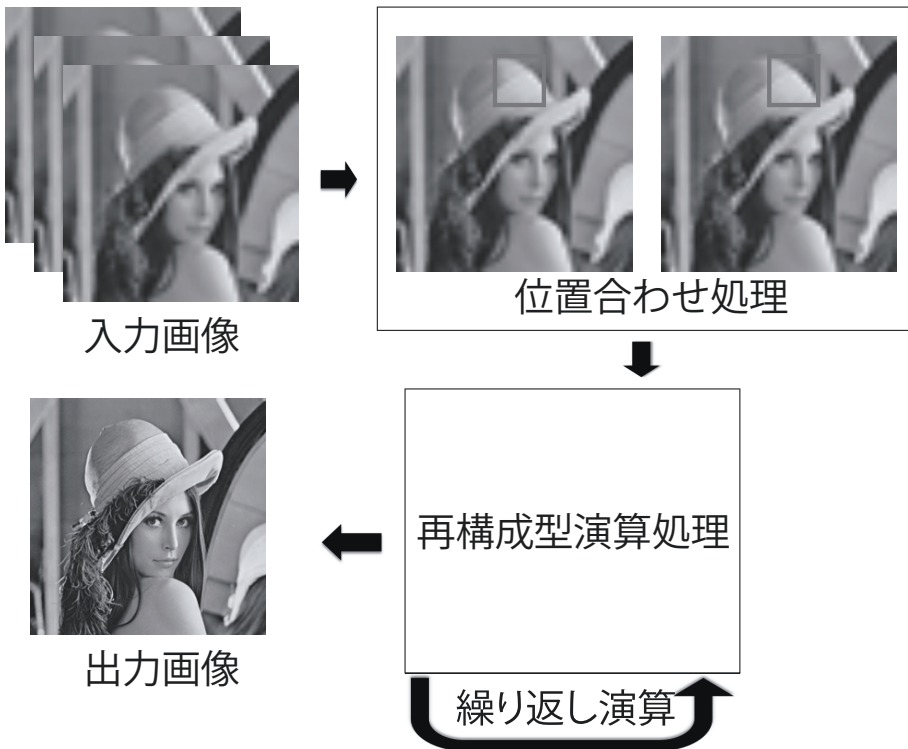 入力画像
位置合わせ処理
再構成型演算処理
繰り返し演算
出力画像